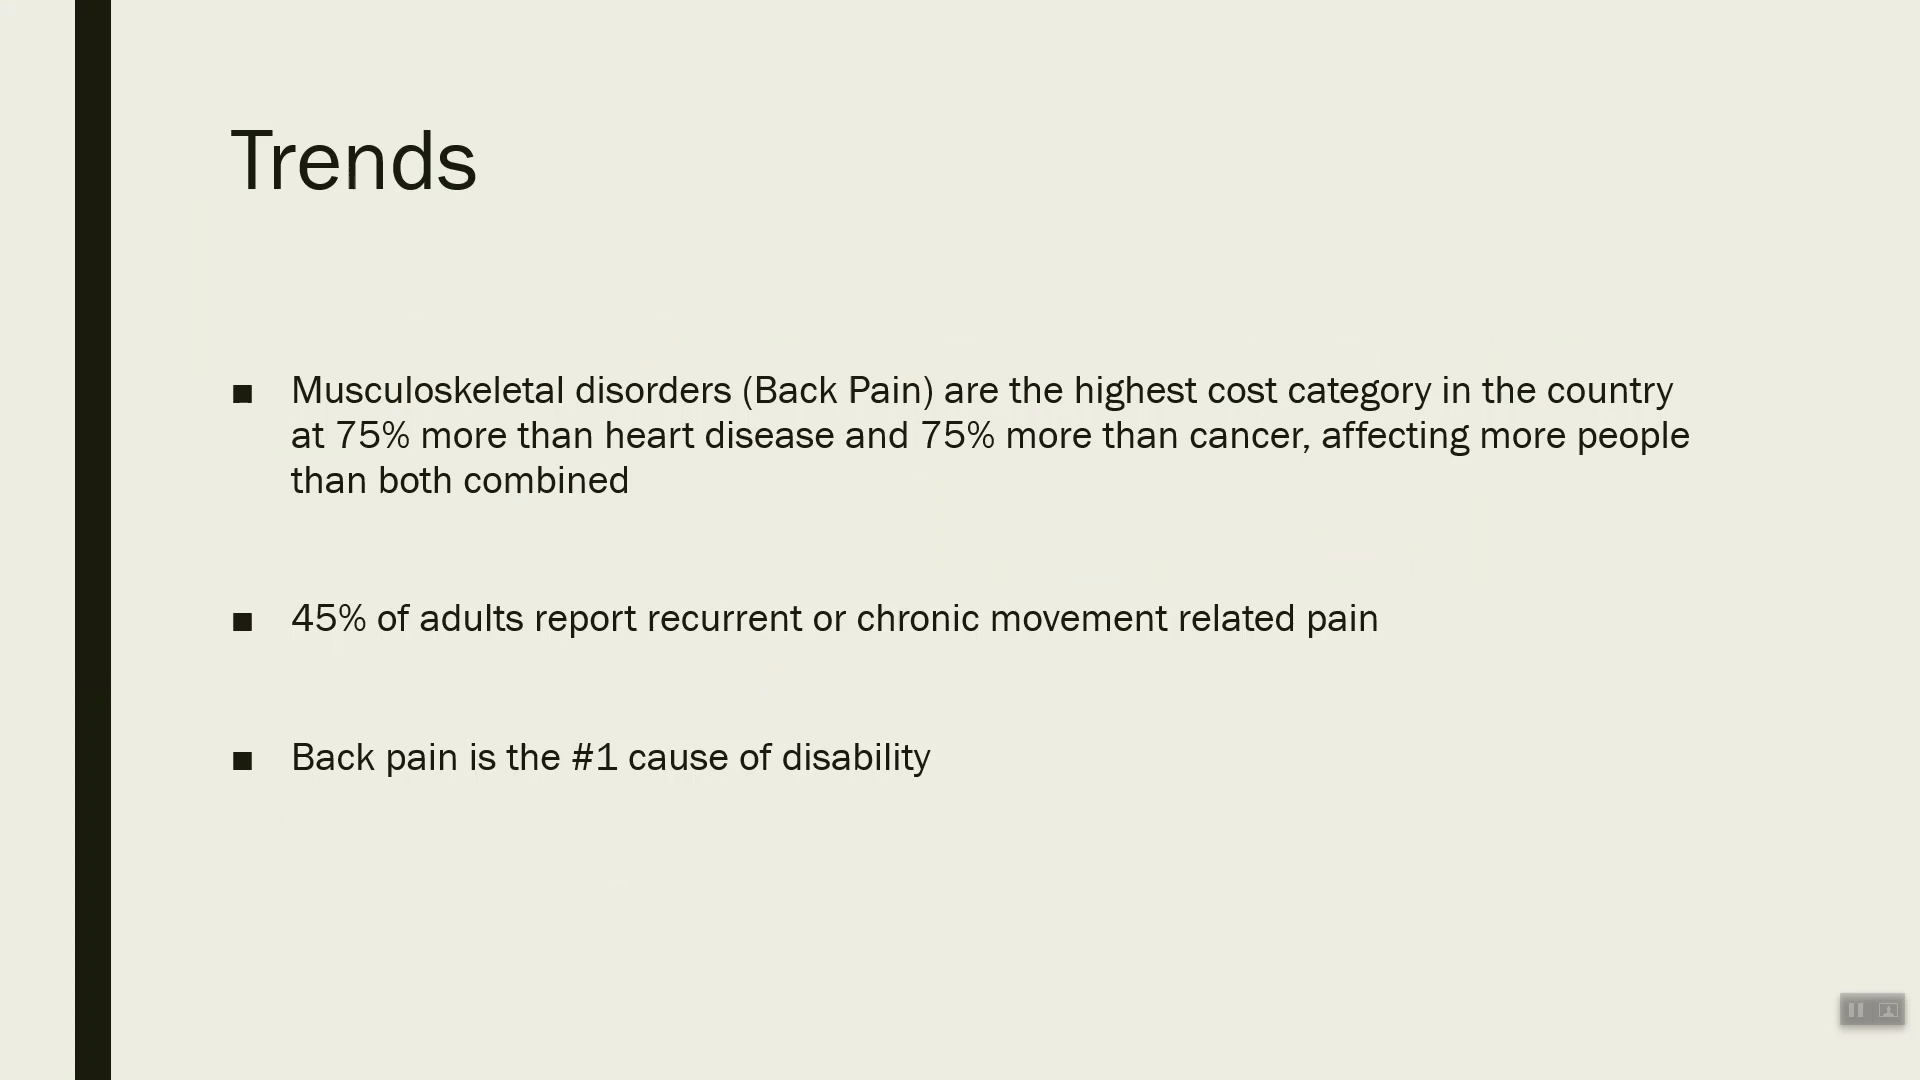 Trends
■ Musculoskeletal disorders (Back Pain) are the highest cost category in the country
at 75% more than heart disease and 75% more than cancer, affecting more people
than both combined
■ 45% of adults report recurrent or chronic movement related pain
■ Back pain is the #1 cause of disability